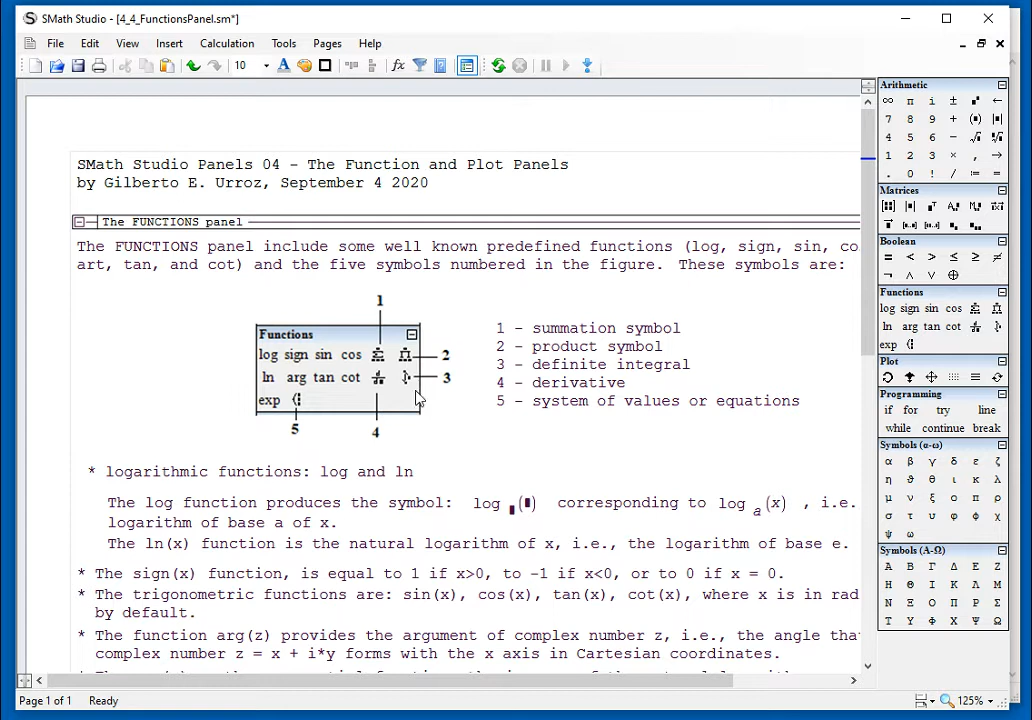 SMath Studio - [4_4_FunctionsPanel.sm*]
File Edit View Insert Calculation Tools Pages Help
10 A fx
SMath Studio Panels 04 - The Function and Plot Panels
by Gilberto E. Urroz, September 4 2020
The FUNCTIONS panel
The FUNCTIONS panel include some well known predefined functions (log, sign, sin, co
art, tan, and cot) and the five symbols numbered in the figure. These symbols are:
1
Functions
log sign sin cos 2
ln arg tan cot 3
exp
5 4
1 - summation symbol
2 - product symbol
3 - definite integral
4 - derivative
5 - system of values or equations
* logarithmic functions: log and ln
The log function produces the symbol: log ▮(▮) corresponding to log a (x) , i.e.
logarithm of base a of x.
The ln(x) function is the natural logarithm of x, i.e., the logarithm of base e.
* The sign(x) function, is equal to 1 if x>0, to -1 if x<0, or to 0 if x = 0.
* The trigonometric functions are: sin(x), cos(x), tan(x), cot(x), where x is in rad
by default.
* The function arg(z) provides the argument of complex number z, i.e., the angle tha
complex number z = x + i*y forms with the x axis in Cartesian coordinates.
Arithmetic
∞ π i ± ←
7 8 9 +
4 5 6 -
1 2 3 × , →
. 0 ! / := =
Matrices
Boolean
= < > ≤ ≥ ≠
¬ ∧ ∨ ⊕
Functions
log sign sin cos
ln arg tan cot
exp
Plot
Programming
if for try line
while continue break
Symbols (α-ω)
α β γ δ ε ζ
η ϑ θ ι κ λ
μ ν ξ ο π ρ
σ τ υ φ ϕ χ
ψ ω
Symbols (Α-Ω)
Α Β Γ Δ Ε Ζ
Η Θ Ι Κ Λ Μ
Ν Ξ Ο Π Ρ Σ
Τ Υ Φ Χ Ψ Ω
Page 1 of 1 Ready 125%